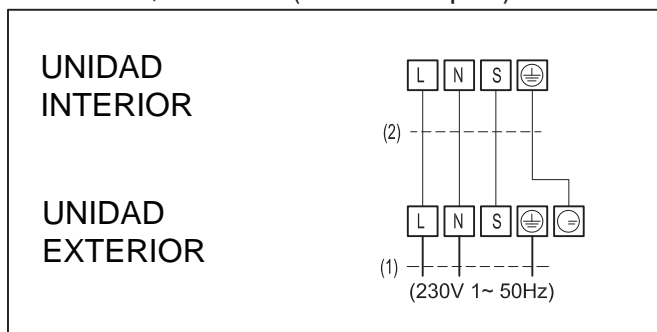 UNIDAD
INTERIOR
L N S
(2)
UNIDAD
EXTERIOR
L N S
(1)
(230V 1~ 50Hz)